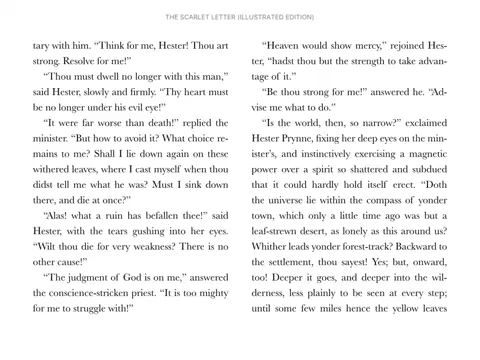 THE SCARLET LETTER (ILLUSTRATED EDITION)
tary with him. “Think for me, Hester! Thou art
strong. Resolve for me!”
“Thou must dwell no longer with this man,”
said Hester, slowly and firmly. “Thy heart must
be no longer under his evil eye!”
“It were far worse than death!” replied the
minister. “But how to avoid it? What choice re-
mains to me? Shall I lie down again on these
withered leaves, where I cast myself when thou
didst tell me what he was? Must I sink down
there, and die at once?”
“Alas! what a ruin has befallen thee!” said
Hester, with the tears gushing into her eyes.
“Wilt thou die for very weakness? There is no
other cause!”
“The judgment of God is on me,” answered
the conscience-stricken priest. “It is too mighty
for me to struggle with!”
“Heaven would show mercy,” rejoined Hes-
ter, “hadst thou but the strength to take advan-
tage of it.”
“Be thou strong for me!” answered he. “Ad-
vise me what to do.”
“Is the world, then, so narrow?” exclaimed
Hester Prynne, fixing her deep eyes on the min-
ister’s, and instinctively exercising a magnetic
power over a spirit so shattered and subdued
that it could hardly hold itself erect. “Doth
the universe lie within the compass of yonder
town, which only a little time ago was but a
leaf-strewn desert, as lonely as this around us?
Whither leads yonder forest-track? Backward to
the settlement, thou sayest! Yes; but, onward,
too! Deeper it goes, and deeper into the wil-
derness, less plainly to be seen at every step;
until some few miles hence the yellow leaves